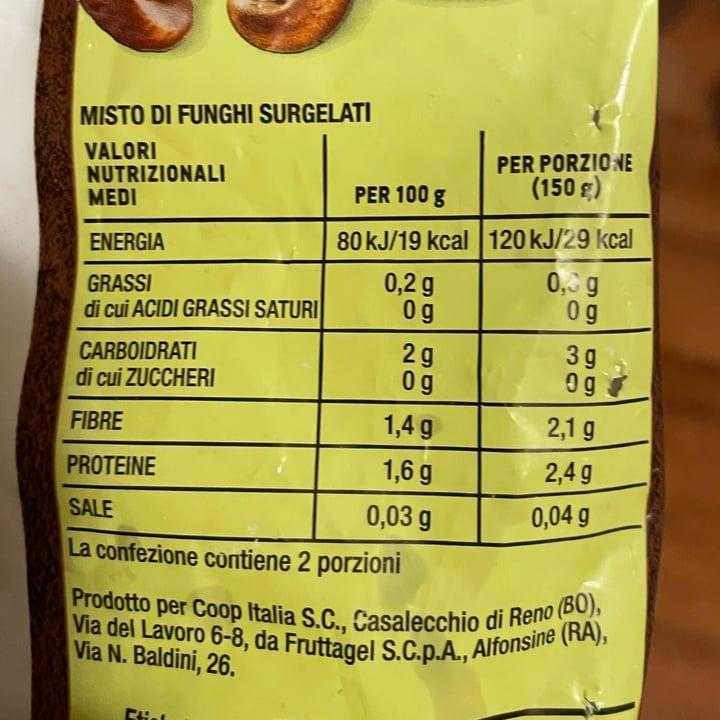 MISTO DI FUNGHI SURGELATI
VALORI
NUTRIZIONALI
MEDI
PER 100 g
PER PORZIONE
(150 g)
ENERGIA 80 kJ/19 kcal 120 kJ/29 kcal
GRASSI 0,2 g 0,3 g
di cui ACIDI GRASSI SATURI 0 g 0 g
CARBOIDRATI 2 g 3 g
di cui ZUCCHERI 0 g 0 g
FIBRE 1,4 g 2,1 g
PROTEINE 1,6 g 2,4 g
SALE 0,03 g 0,04 g
La confezione contiene 2 porzioni
Prodotto per Coop Italia S.C., Casalecchio di Reno (BO),
Via del Lavoro 6-8, da Fruttagel S.C.p.A., Alfonsine (RA),
Via N. Baldini, 26.